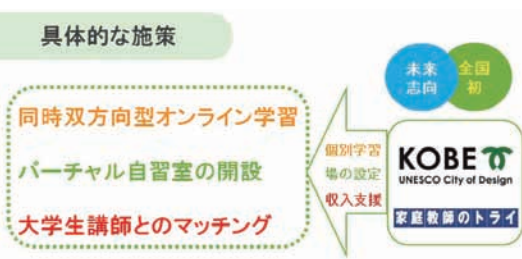 具体的な施策
同時双方向型オンライン学習
バーチャル自習室の開設
大学生講師とのマッチング
個別学習
場の設定
収入支援
未来
志向
全国
初
KOBE
UNESCO City of Design
家庭教師のトライ